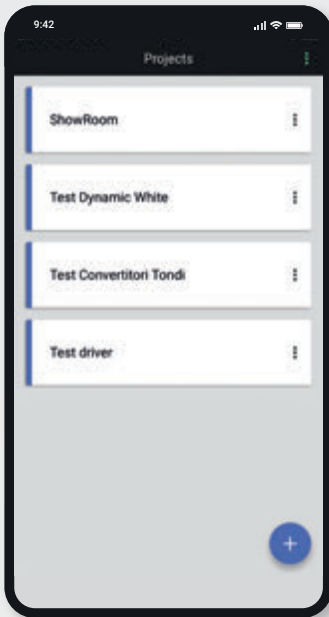 9:42
Projects
ShowRoom
Test Dynamic White
Test Convertitori Tondi
Test driver